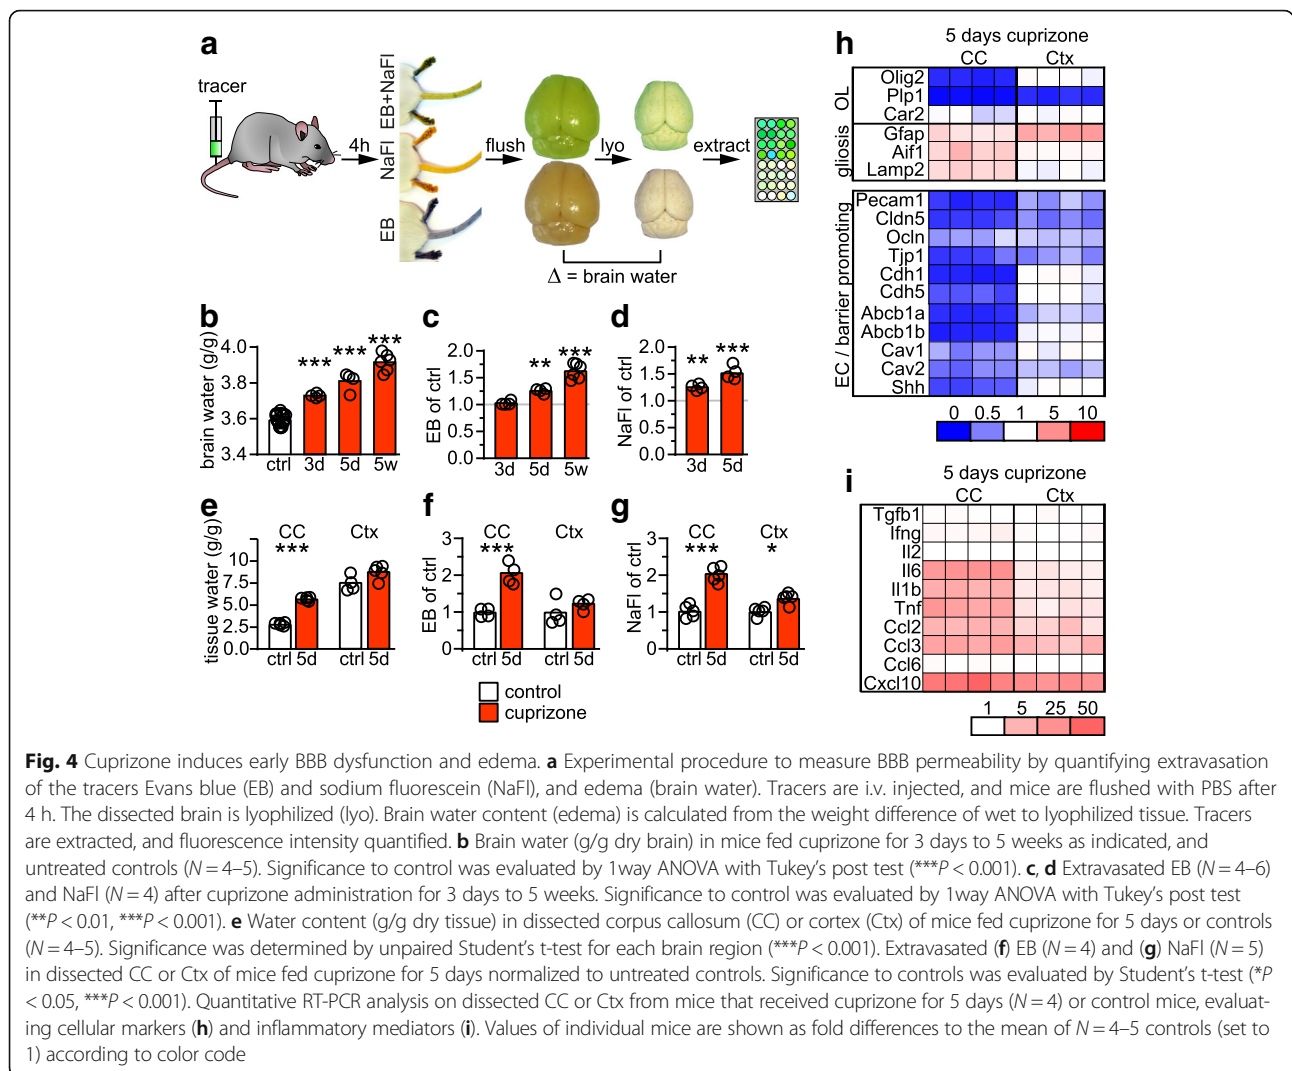 a
tracer
4h
EB
NaFl
EB+NaFl
flush
lyo
extract
Δ = brain water
b
brain water (g/g)
4.0
3.8
3.6
3.4
***
***
***
ctrl 3d 5d 5w
c
EB of ctrl
2.0
1.5
1.0
0.5
0.0
**
***
3d 5d 5w
d
NaFl of ctrl
2.0
1.5
1.0
0.5
0.0
**
***
3d 5d
e
tissue water (g/g)
10
7.5
5.0
2.5
0.0
CC Ctx
***
ctrl 5d ctrl 5d
f
EB of ctrl
3
2
1
0
CC Ctx
***
ctrl 5d ctrl 5d
g
NaFl of ctrl
3
2
1
0
CC Ctx
*** *
ctrl 5d ctrl 5d
control
cuprizone
h
5 days cuprizone
CC Ctx
OL
Olig2
Plp1
Car2
gliosis
Gfap
Aif1
Lamp2
EC / barrier promoting
Pecam1
Cldn5
Ocln
Tjp1
Cdh1
Cdh5
Abcb1a
Abcb1b
Cav1
Cav2
Shh
0 0.5 1 5 10
i
5 days cuprizone
CC Ctx
Tgfb1
Ifng
Il2
Il6
Il1b
Tnf
Ccl2
Ccl3
Ccl6
Cxcl10
1 5 25 50
Fig. 4 Cuprizone induces early BBB dysfunction and edema. a Experimental procedure to measure BBB permeability by quantifying extravasation
of the tracers Evans blue (EB) and sodium fluorescein (NaFl), and edema (brain water). Tracers are i.v. injected, and mice are flushed with PBS after
4 h. The dissected brain is lyophilized (lyo). Brain water content (edema) is calculated from the weight difference of wet to lyophilized tissue. Tracers
are extracted, and fluorescence intensity quantified. b Brain water (g/g dry brain) in mice fed cuprizone for 3 days to 5 weeks as indicated, and
untreated controls (N = 4–5). Significance to control was evaluated by 1way ANOVA with Tukey's post test (***P < 0.001). c, d Extravasated EB (N = 4–6)
and NaFl (N = 4) after cuprizone administration for 3 days to 5 weeks. Significance to control was evaluated by 1way ANOVA with Tukey's post test
(**P < 0.01, ***P < 0.001). e Water content (g/g dry tissue) in dissected corpus callosum (CC) or cortex (Ctx) of mice fed cuprizone for 5 days or controls
(N = 4–5). Significance was determined by unpaired Student's t-test for each brain region (***P < 0.001). Extravasated (f) EB (N = 4) and (g) NaFl (N = 5)
in dissected CC or Ctx of mice fed cuprizone for 5 days normalized to untreated controls. Significance to controls was evaluated by Student's t-test (*P
< 0.05, ***P < 0.001). Quantitative RT-PCR analysis on dissected CC or Ctx from mice that received cuprizone for 5 days (N = 4) or control mice, evaluat-
ing cellular markers (h) and inflammatory mediators (i). Values of individual mice are shown as fold differences to the mean of N = 4–5 controls (set to
1) according to color code